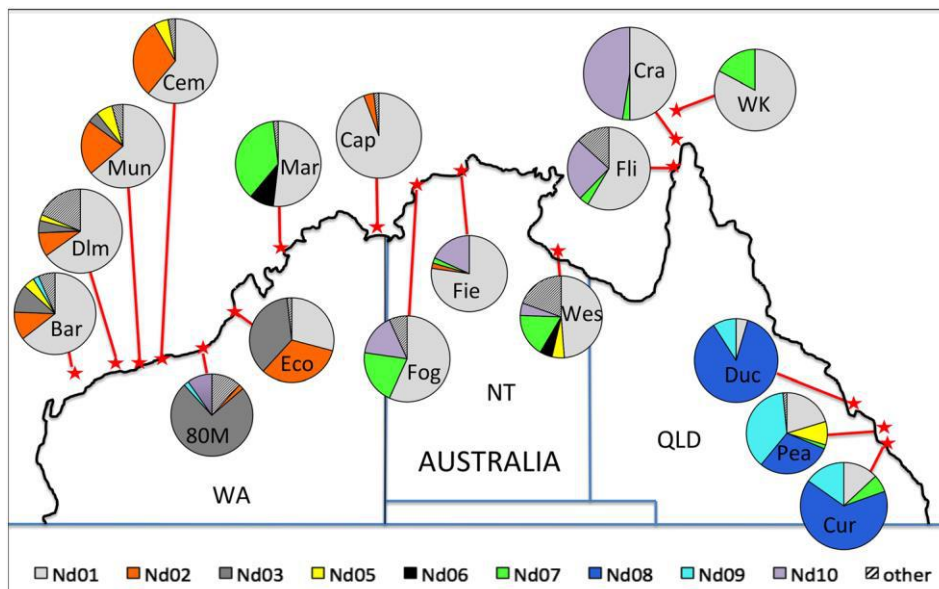 Cem
Cra
WK
Mun
Mar
Cap
Fli
Dlm
Fie
Wes
Bar
Eco
Fog
Duc
80M
NT
QLD
Pea
AUSTRALIA
WA
Cur
Nd01 Nd02 Nd03 Nd05 Nd06 Nd07 Nd08 Nd09 Nd10 other